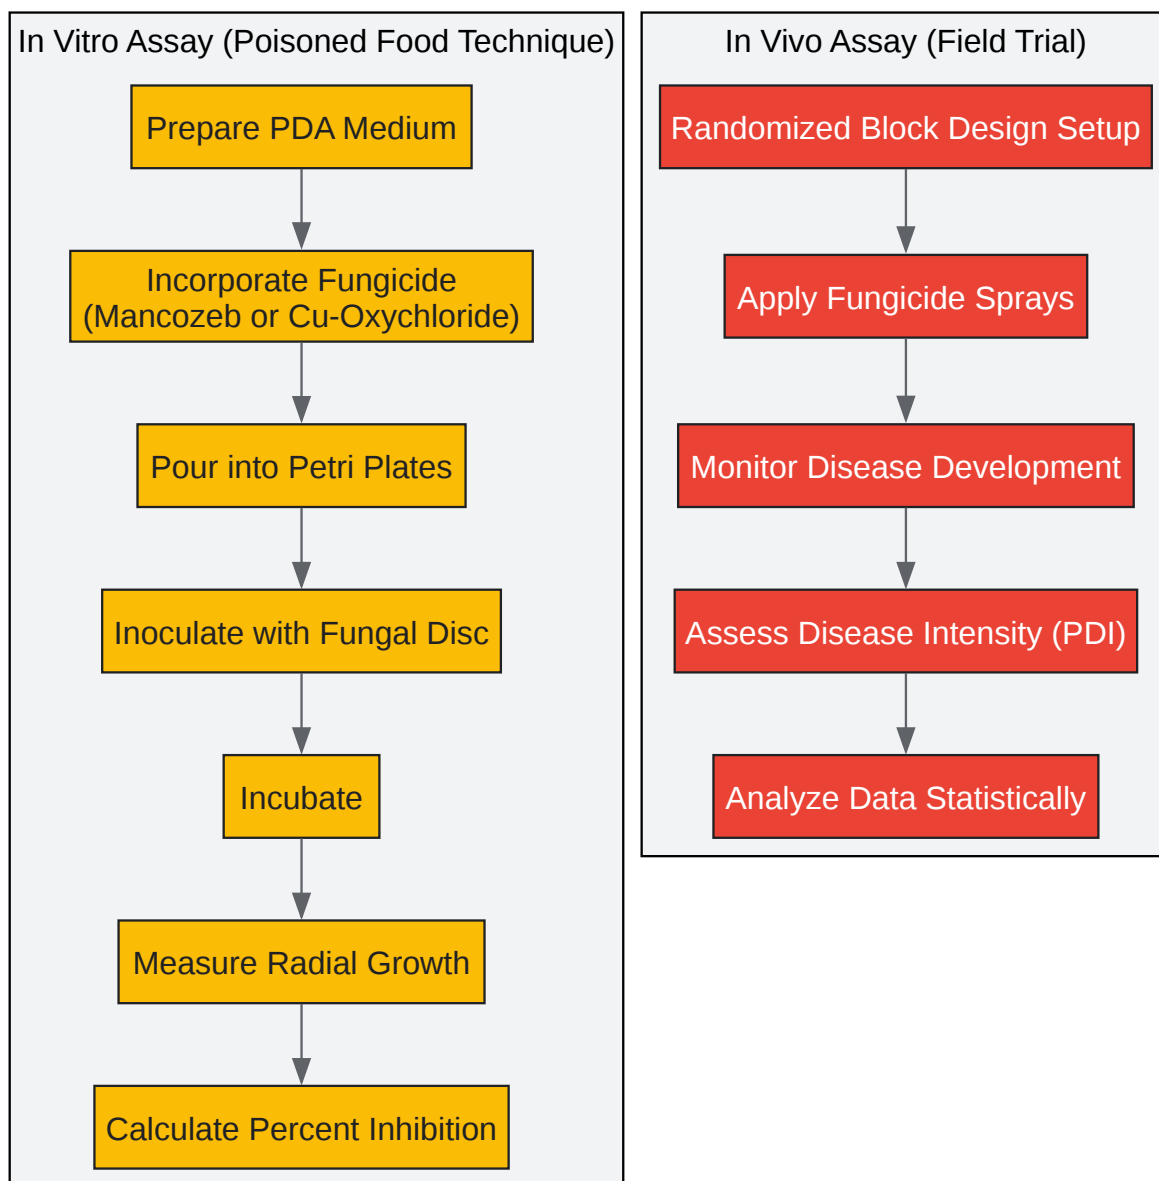 In Vitro Assay (Poisoned Food Technique)
Prepare PDA Medium
Incorporate Fungicide
(Mancozeb or Cu-Oxychloride)
Pour into Petri Plates
Inoculate with Fungal Disc
Incubate
Measure Radial Growth
Calculate Percent Inhibition
In Vivo Assay (Field Trial)
Randomized Block Design Setup
Apply Fungicide Sprays
Monitor Disease Development
Assess Disease Intensity (PDI)
Analyze Data Statistically